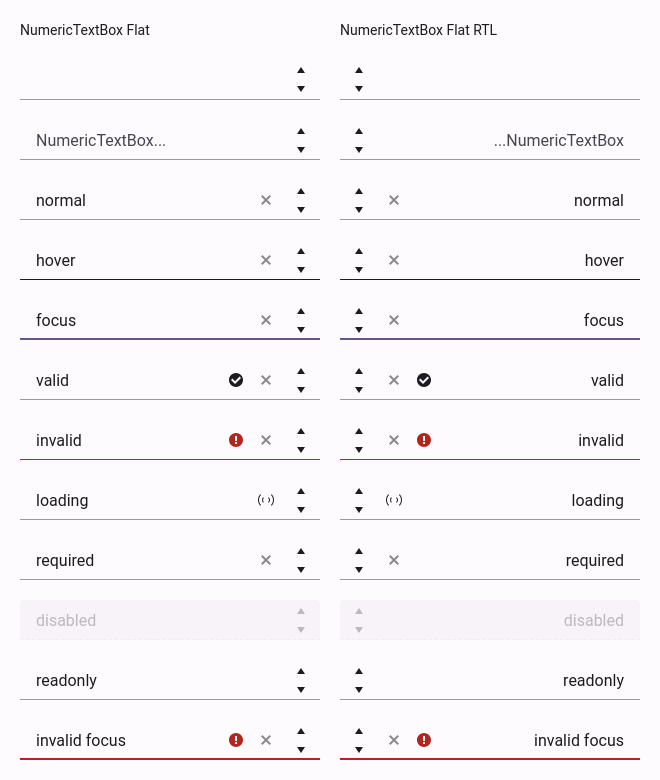 NumericTextBox Flat
NumericTextBox Flat RTL
NumericTextBox...
...NumericTextBox
normal
normal
hover
hover
focus
focus
valid
valid
invalid
invalid
loading
loading
required
required
disabled
disabled
readonly
readonly
invalid focus
invalid focus